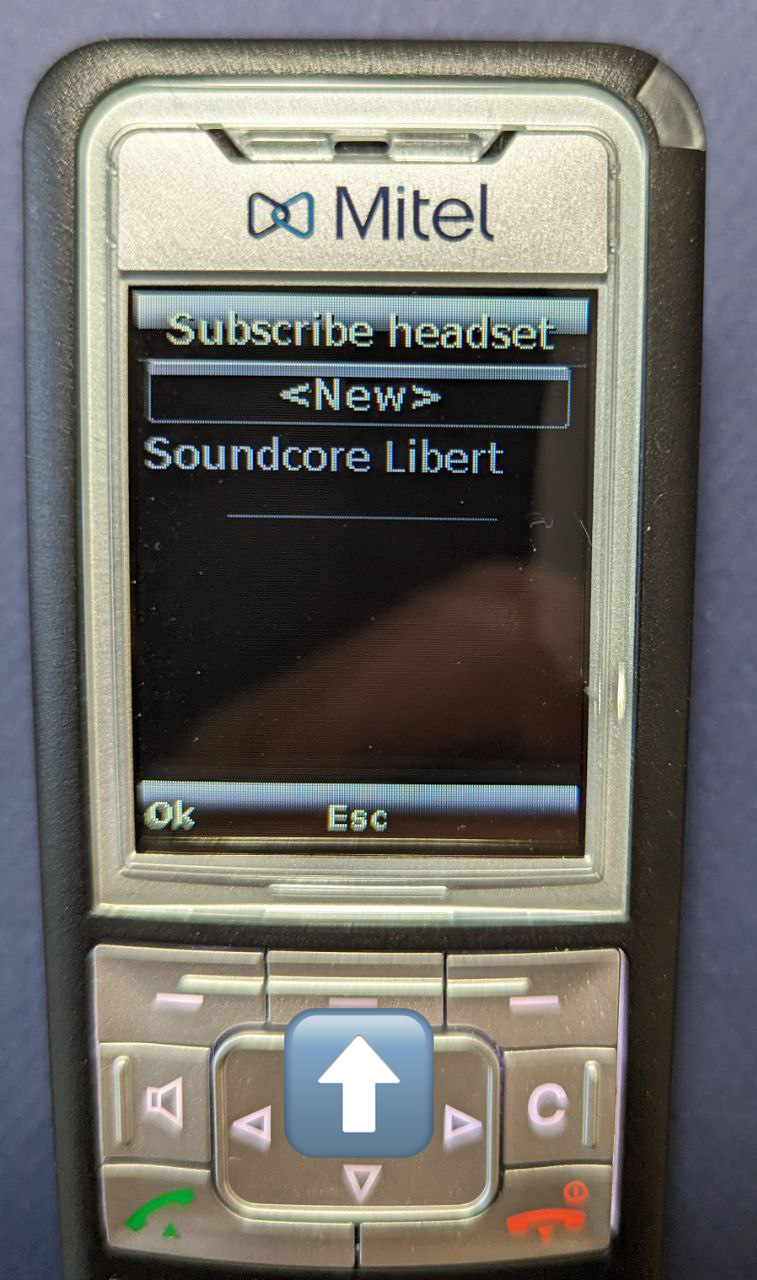 Mitel
Subscribe headset
<New>
Soundcore Libert
Ok Esc
C